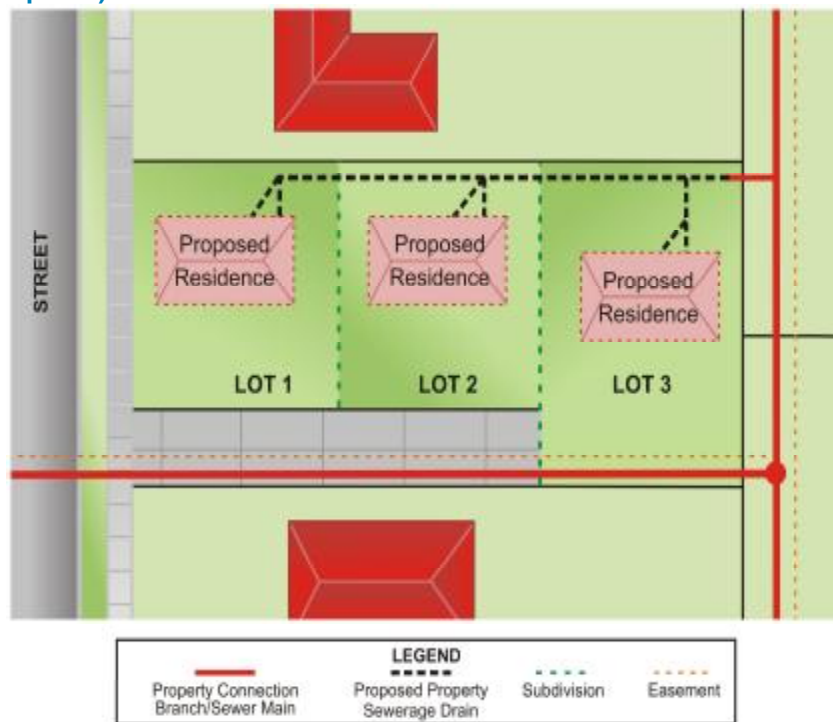 STREET
Proposed
Residence
Proposed
Residence
Proposed
Residence
LOT 1
LOT 2
LOT 3
LEGEND
Property Connection
Branch/Sewer Main
Proposed Property
Sewerage Drain
Subdivision
Easement